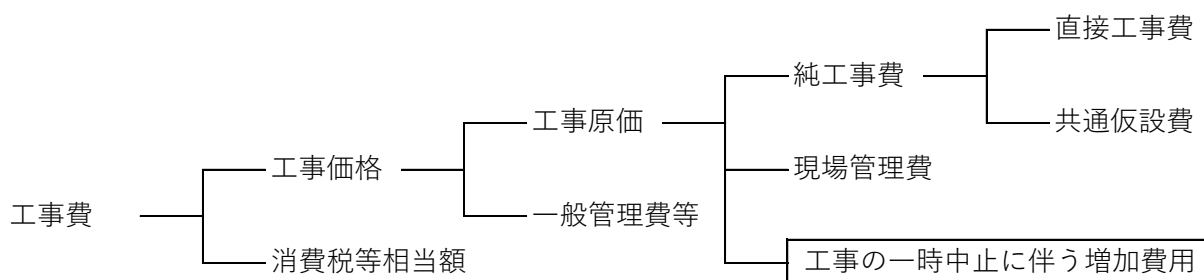 直接工事費
純工事費
共通仮設費
工事原価
工事価格
現場管理費
工事費
一般管理費等
消費税等相当額
工事の一時中止に伴う増加費用